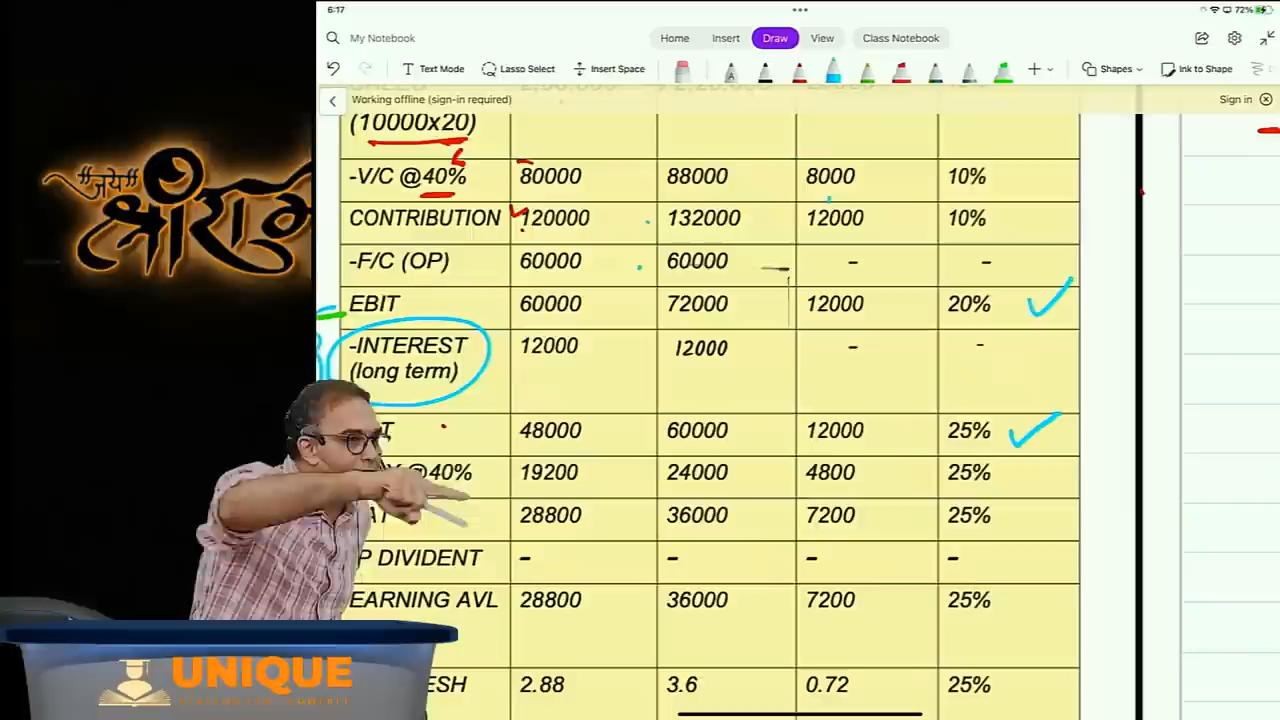 6:17
72%
My Notebook
Home Insert Draw View Class Notebook
Text Mode Lasso Select Insert Space Shapes Ink to Shape
Working offline (sign-in required) Sign in
(10000x20)
-V/C @40% 80000 88000 8000 10%
CONTRIBUTION 120000 132000 12000 10%
-F/C (OP) 60000 60000 - -
EBIT 60000 72000 12000 20%
-INTEREST 12000 12000 - -
(long term)
48000 60000 12000 25%
@40% 19200 24000 4800 25%
28800 36000 7200 25%
DIVIDENT - - - -
EARNING AVL 28800 36000 7200 25%
2.88 3.6 0.72 25%
#जय#
श्रीराम
UNIQUE